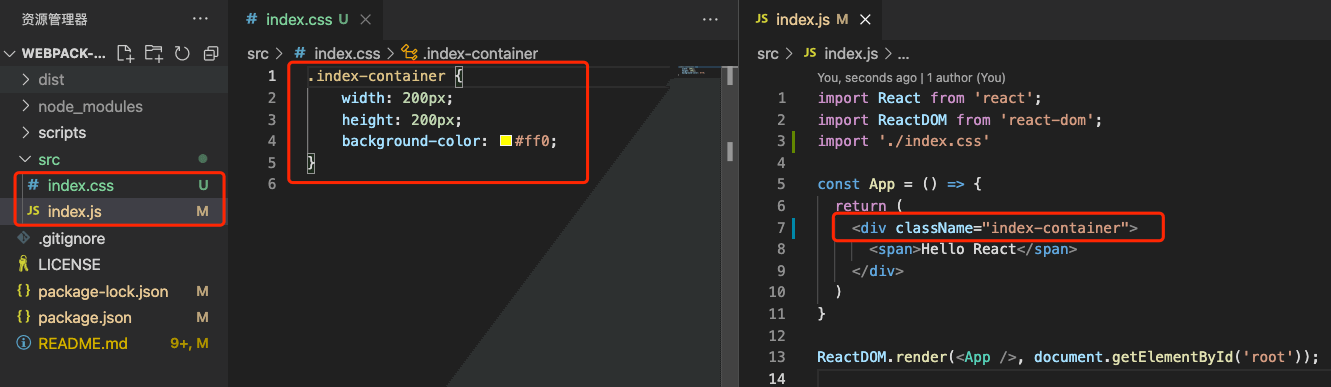 资源管理器 ···
WEBPACK-...
dist
node_modules
scripts
src
# index.css U
JS index.js M
.gitignore
LICENSE
{} package-lock.json M
{} package.json M
README.md 9+, M
# index.css U ×
···
src > # index.css > .index-container
1 .index-container {
2 width: 200px;
3 height: 200px;
4 background-color: #ff0;
5 }
6
JS index.js M ×
src > JS index.js > ...
You, seconds ago | 1 author (You)
1 import React from 'react';
2 import ReactDOM from 'react-dom';
3 import './index.css'
4
5 const App = () => {
6 return (
7 <div className="index-container">
8 <span>Hello React</span>
9 </div>
10 )
11 }
12
13 ReactDOM.render(<App />, document.getElementById('root'));
14